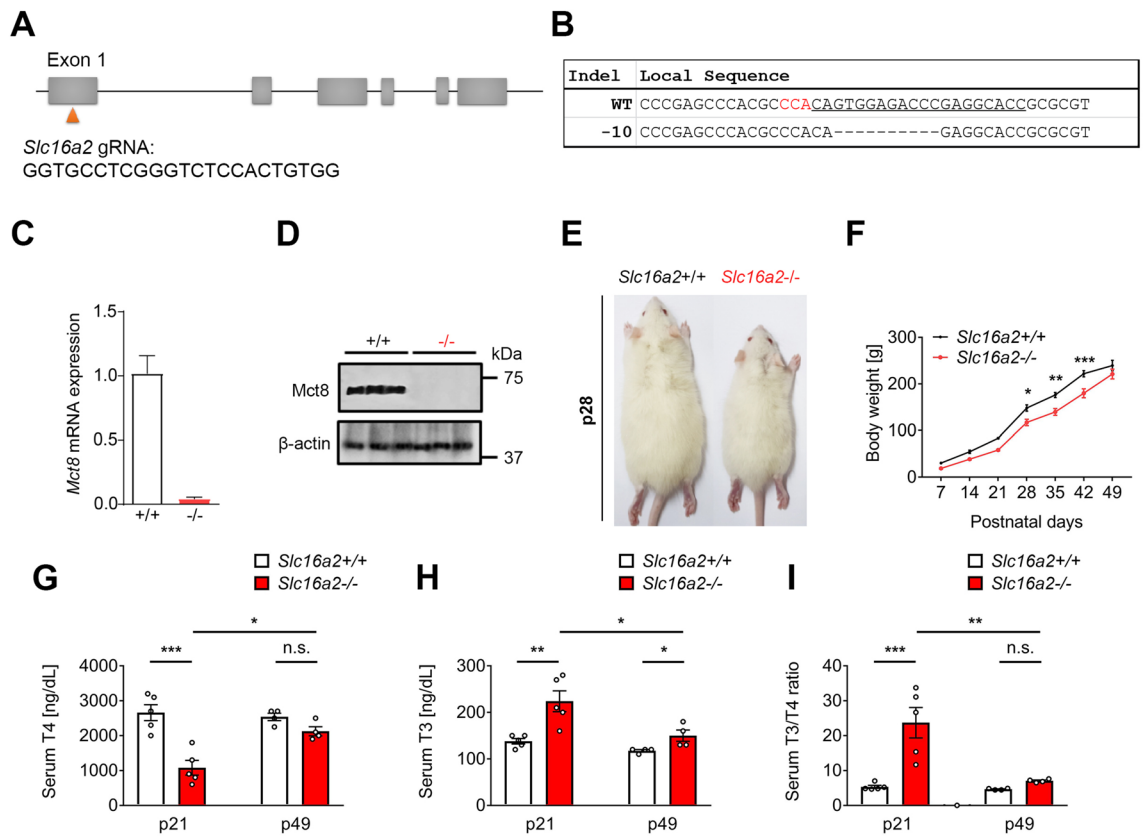 A
Exon 1
Slc16a2 gRNA:
GGTGCCTCGGGTCTCCACTGTGG
B
Indel Local Sequence
WT CCCGAGCCCACGCCCACAGTGGAGACCCGAGGCACCGCGCGT
-10 CCCGAGCCCACGCCCACA----------GAGGCACCGCGCGT
C
Mct8 mRNA expression
1.5
1.0
0.5
0.0
+/+ -/-
D
+/+ -/-
kDa
Mct8
75
β-actin
37
E
Slc16a2+/+ Slc16a2-/-
p28
F
Body weight [g]
300
200
100
0
Slc16a2+/+
Slc16a2-/-
* ** ***
7 14 21 28 35 42 49
Postnatal days
G
Slc16a2+/+
Slc16a2-/-
*
*** n.s.
Serum T4 [ng/dL]
4000
3000
2000
1000
0
p21 p49
H
Slc16a2+/+
Slc16a2-/-
*
** *
Serum T3 [ng/dL]
300
200
100
0
p21 p49
I
Slc16a2+/+
Slc16a2-/-
**
*** n.s.
Serum T3/T4 ratio
40
30
20
10
0
p21 p49